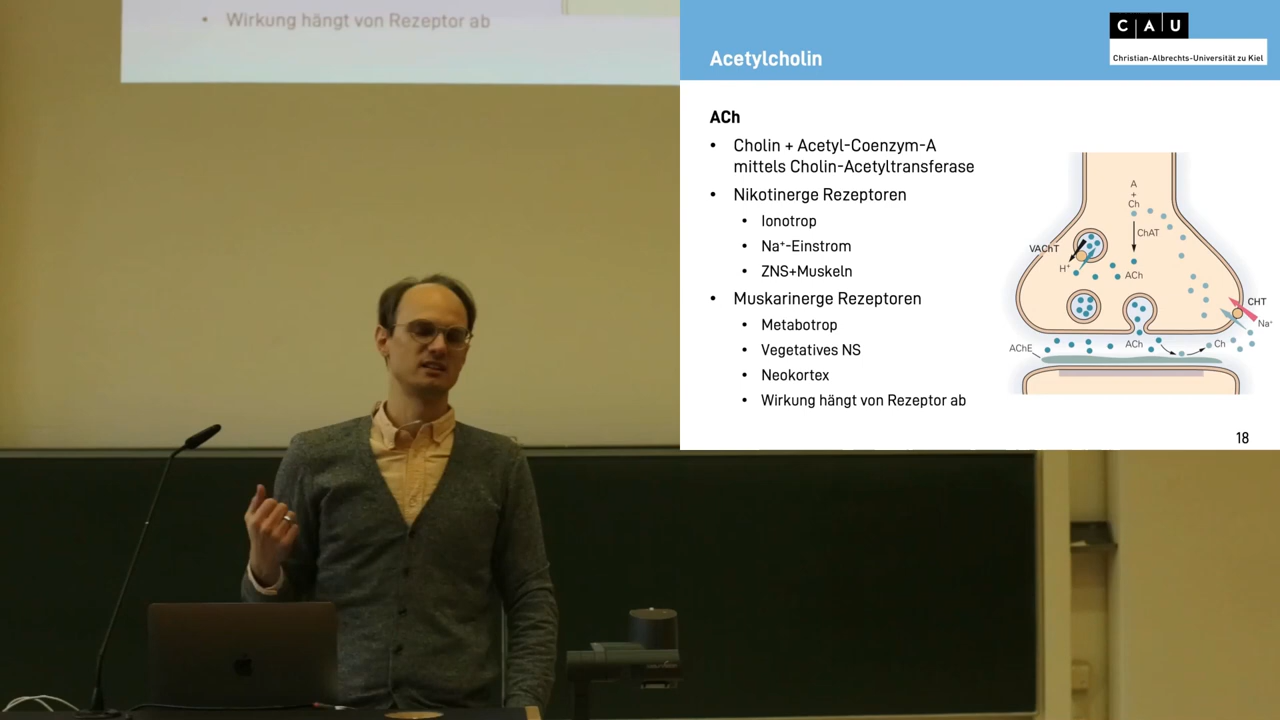 • Wirkung hängt von Rezeptor ab
Acetylcholin
C A U
Christian-Albrechts-Universität zu Kiel
ACh
• Cholin + Acetyl-Coenzym-A
mittels Cholin-Acetyltransferase
• Nikotinerge Rezeptoren
• Ionotrop
• Na⁺-Einstrom
• ZNS+Muskeln
• Muskarinerge Rezeptoren
• Metabotrop
• Vegetatives NS
• Neokortex
• Wirkung hängt von Rezeptor ab
A
+
Ch
ChAT
VAChT
H⁺
ACh
CHT
Na⁺
AChE
ACh
Ch
18